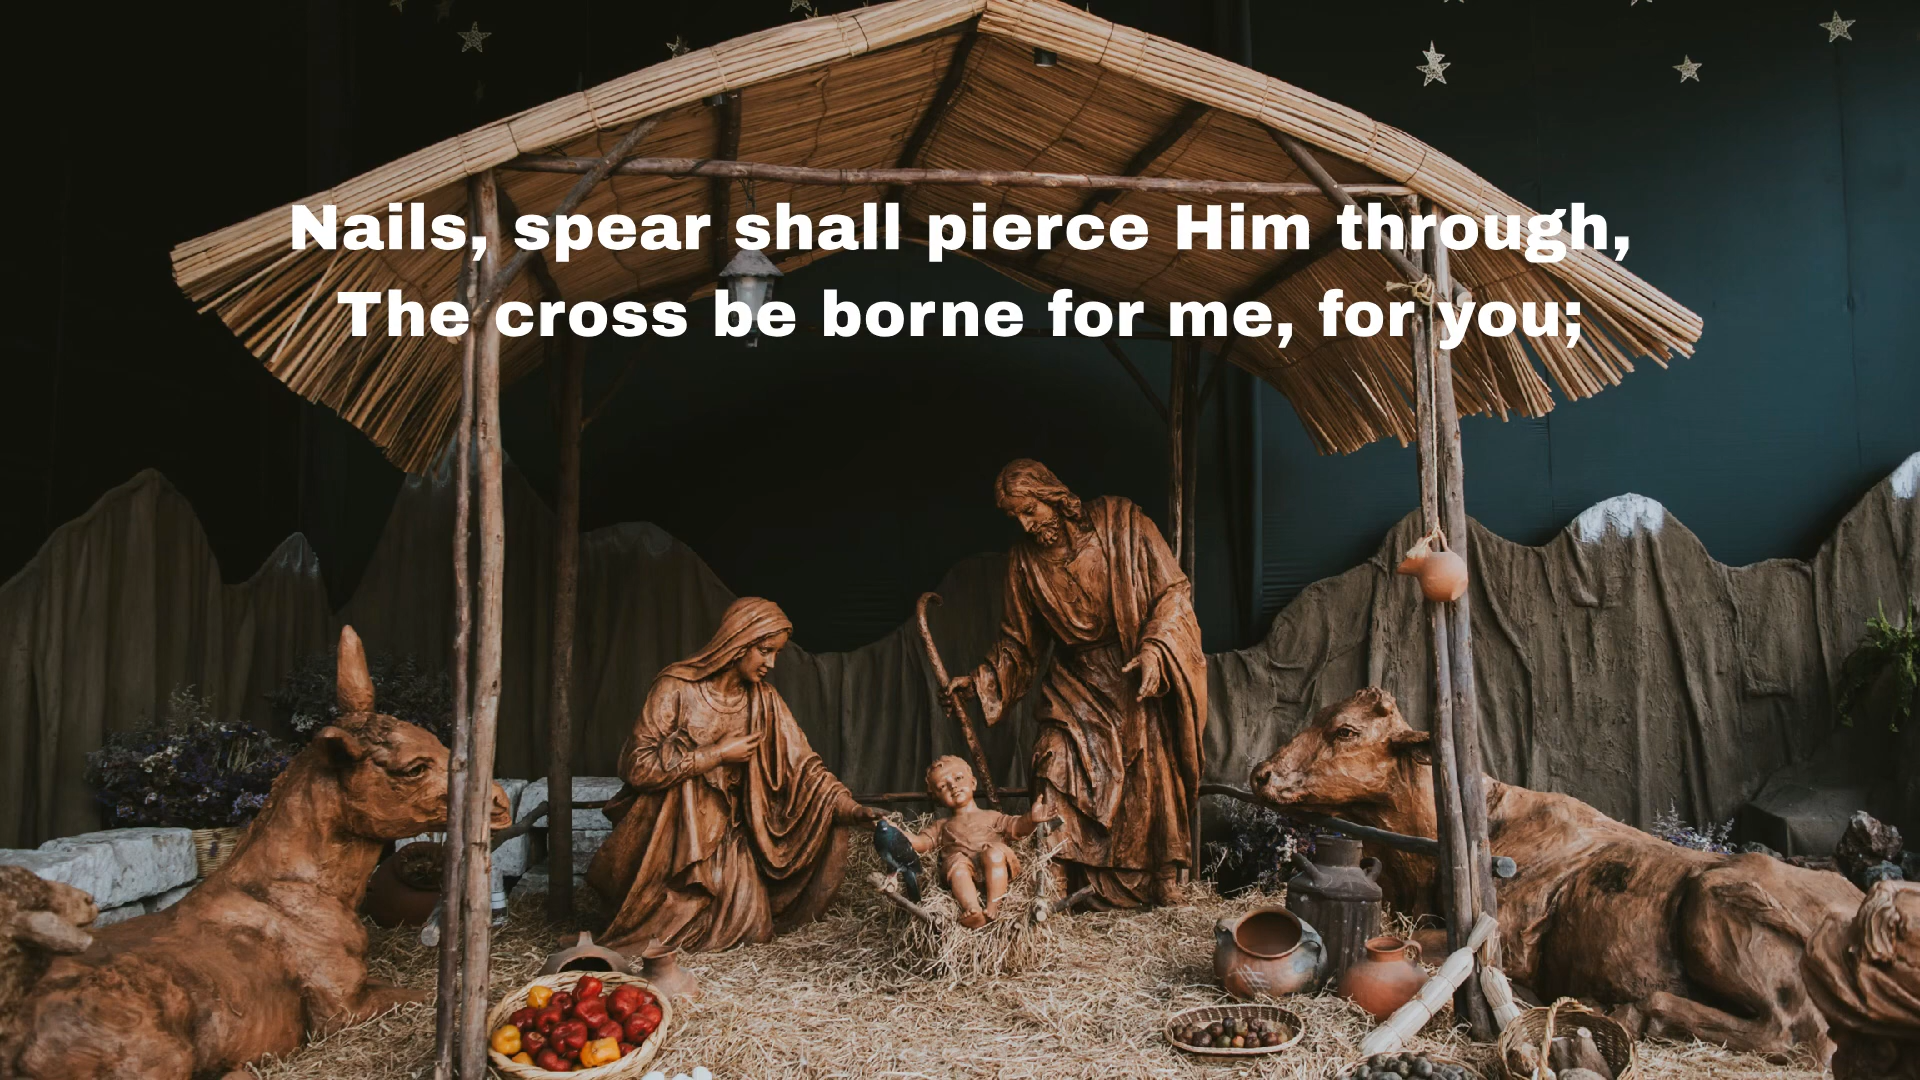 Nails, spear shall pierce Him through,
The cross be borne for me, for you;